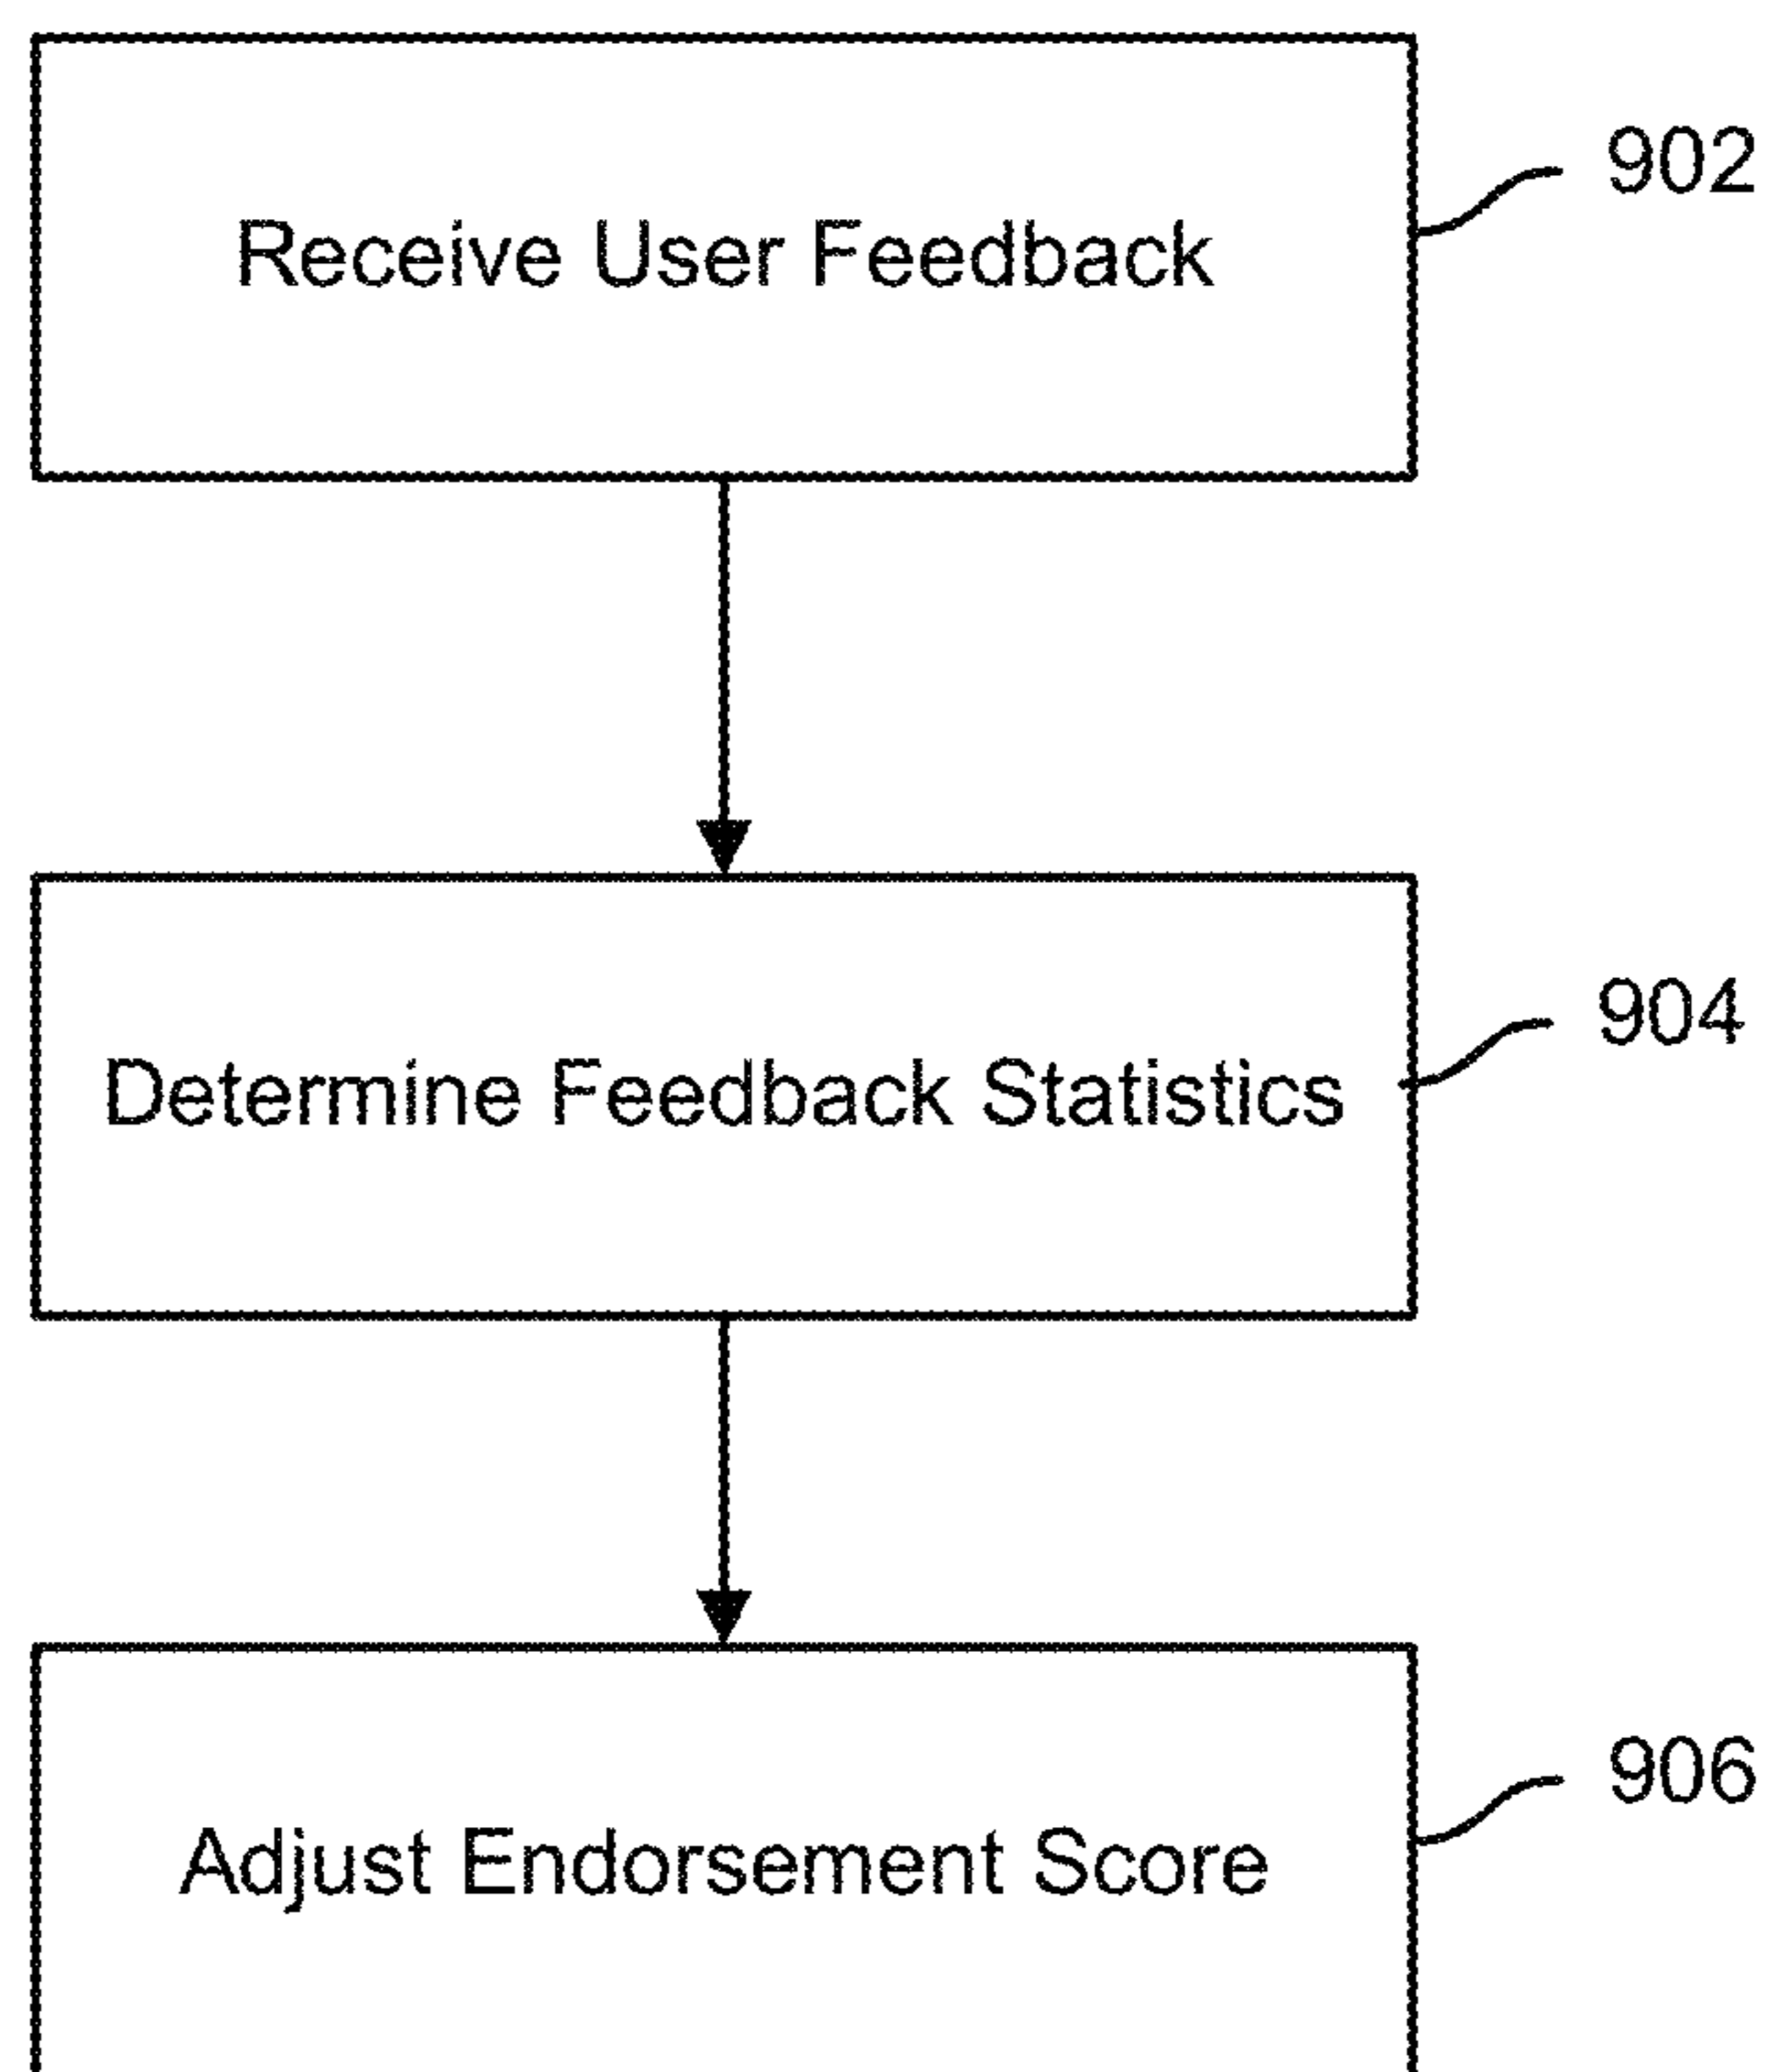 Receive User Feedback
902
Determine Feedback Statistics
904
Adjust Endorsement Score
906